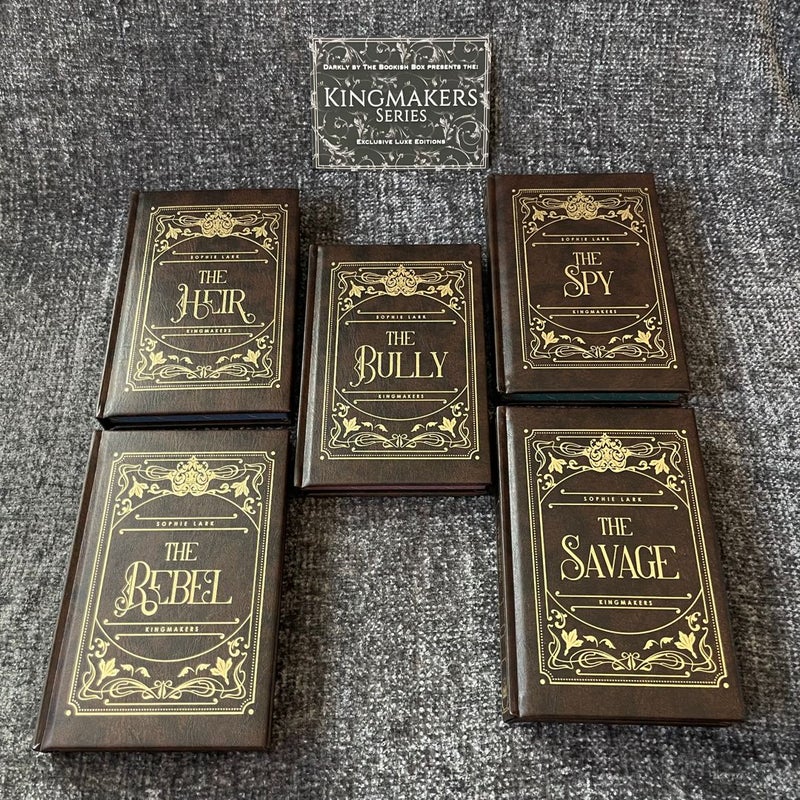 DARKLY BY THE BOOKISH BOX PRESENTS THE:
KINGMAKERS
SERIES
EXCLUSIVE LUXE EDITIONS
SOPHIE LARK
THE
HEIR
KINGMAKERS
SOPHIE LARK
THE
BULLY
KINGMAKERS
SOPHIE LARK
THE
SPY
KINGMAKERS
SOPHIE LARK
THE
REBEL
KINGMAKERS
SOPHIE LARK
THE
SAVAGE
KINGMAKERS